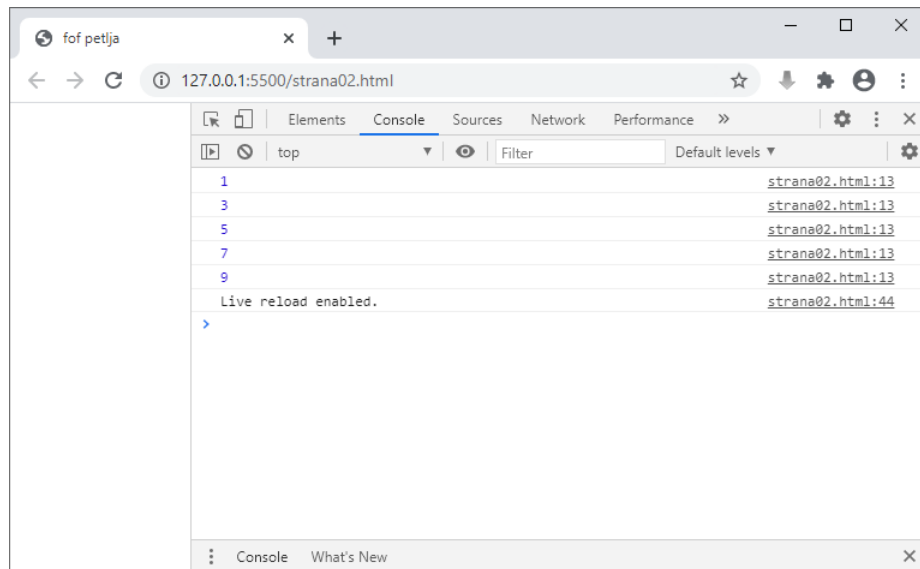 fof petlja
127.0.0.1:5500/strana02.html
Elements Console Sources Network Performance »
top Filter Default levels ▼
1 strana02.html:13
3 strana02.html:13
5 strana02.html:13
7 strana02.html:13
9 strana02.html:13
Live reload enabled. strana02.html:44
Console What's New